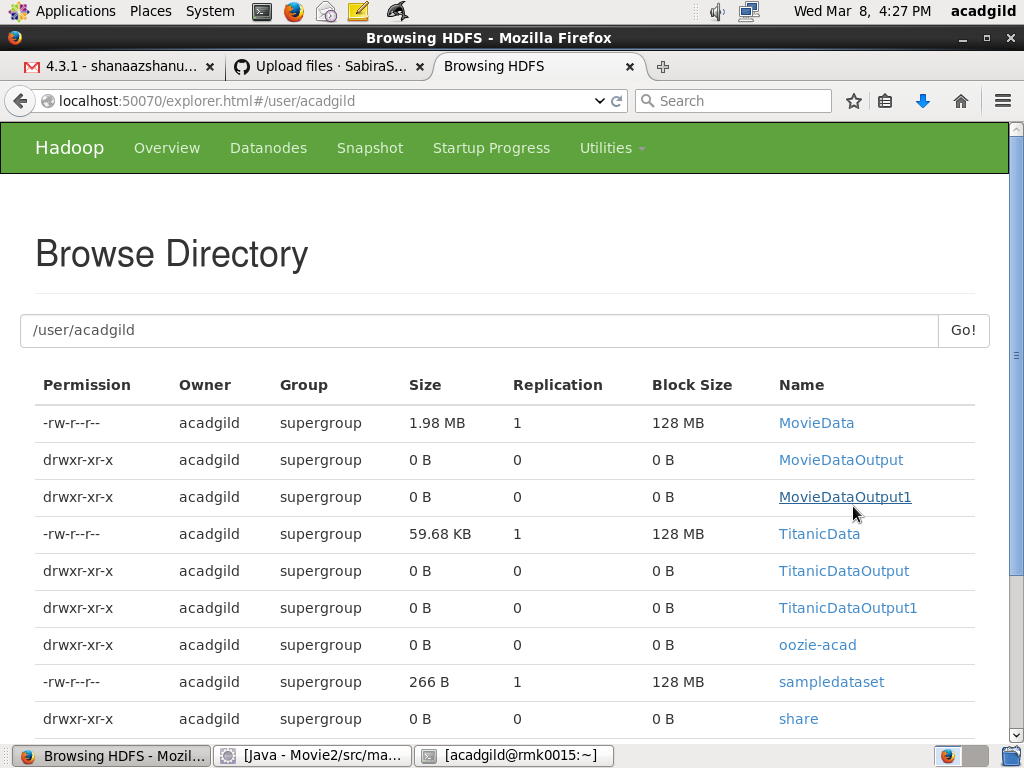 Applications Places System Wed Mar 8, 4:27 PM acadgild
Browsing HDFS - Mozilla Firefox
4.3.1 - shanaazshanu... Upload files · SabiraS... Browsing HDFS
localhost:50070/explorer.html#/user/acadgild Search
Hadoop Overview Datanodes Snapshot Startup Progress Utilities
Browse Directory
/user/acadgild Go!
Permission Owner Group Size Replication Block Size Name
-rw-r--r-- acadgild supergroup 1.98 MB 1 128 MB MovieData
drwxr-xr-x acadgild supergroup 0 B 0 0 B MovieDataOutput
drwxr-xr-x acadgild supergroup 0 B 0 0 B MovieDataOutput1
-rw-r--r-- acadgild supergroup 59.68 KB 1 128 MB TitanicData
drwxr-xr-x acadgild supergroup 0 B 0 0 B TitanicDataOutput
drwxr-xr-x acadgild supergroup 0 B 0 0 B TitanicDataOutput1
drwxr-xr-x acadgild supergroup 0 B 0 0 B oozie-acad
-rw-r--r-- acadgild supergroup 266 B 1 128 MB sampledataset
drwxr-xr-x acadgild supergroup 0 B 0 0 B share
Browsing HDFS - Mozil... [Java - Movie2/src/ma... [acadgild@rmk0015:~]